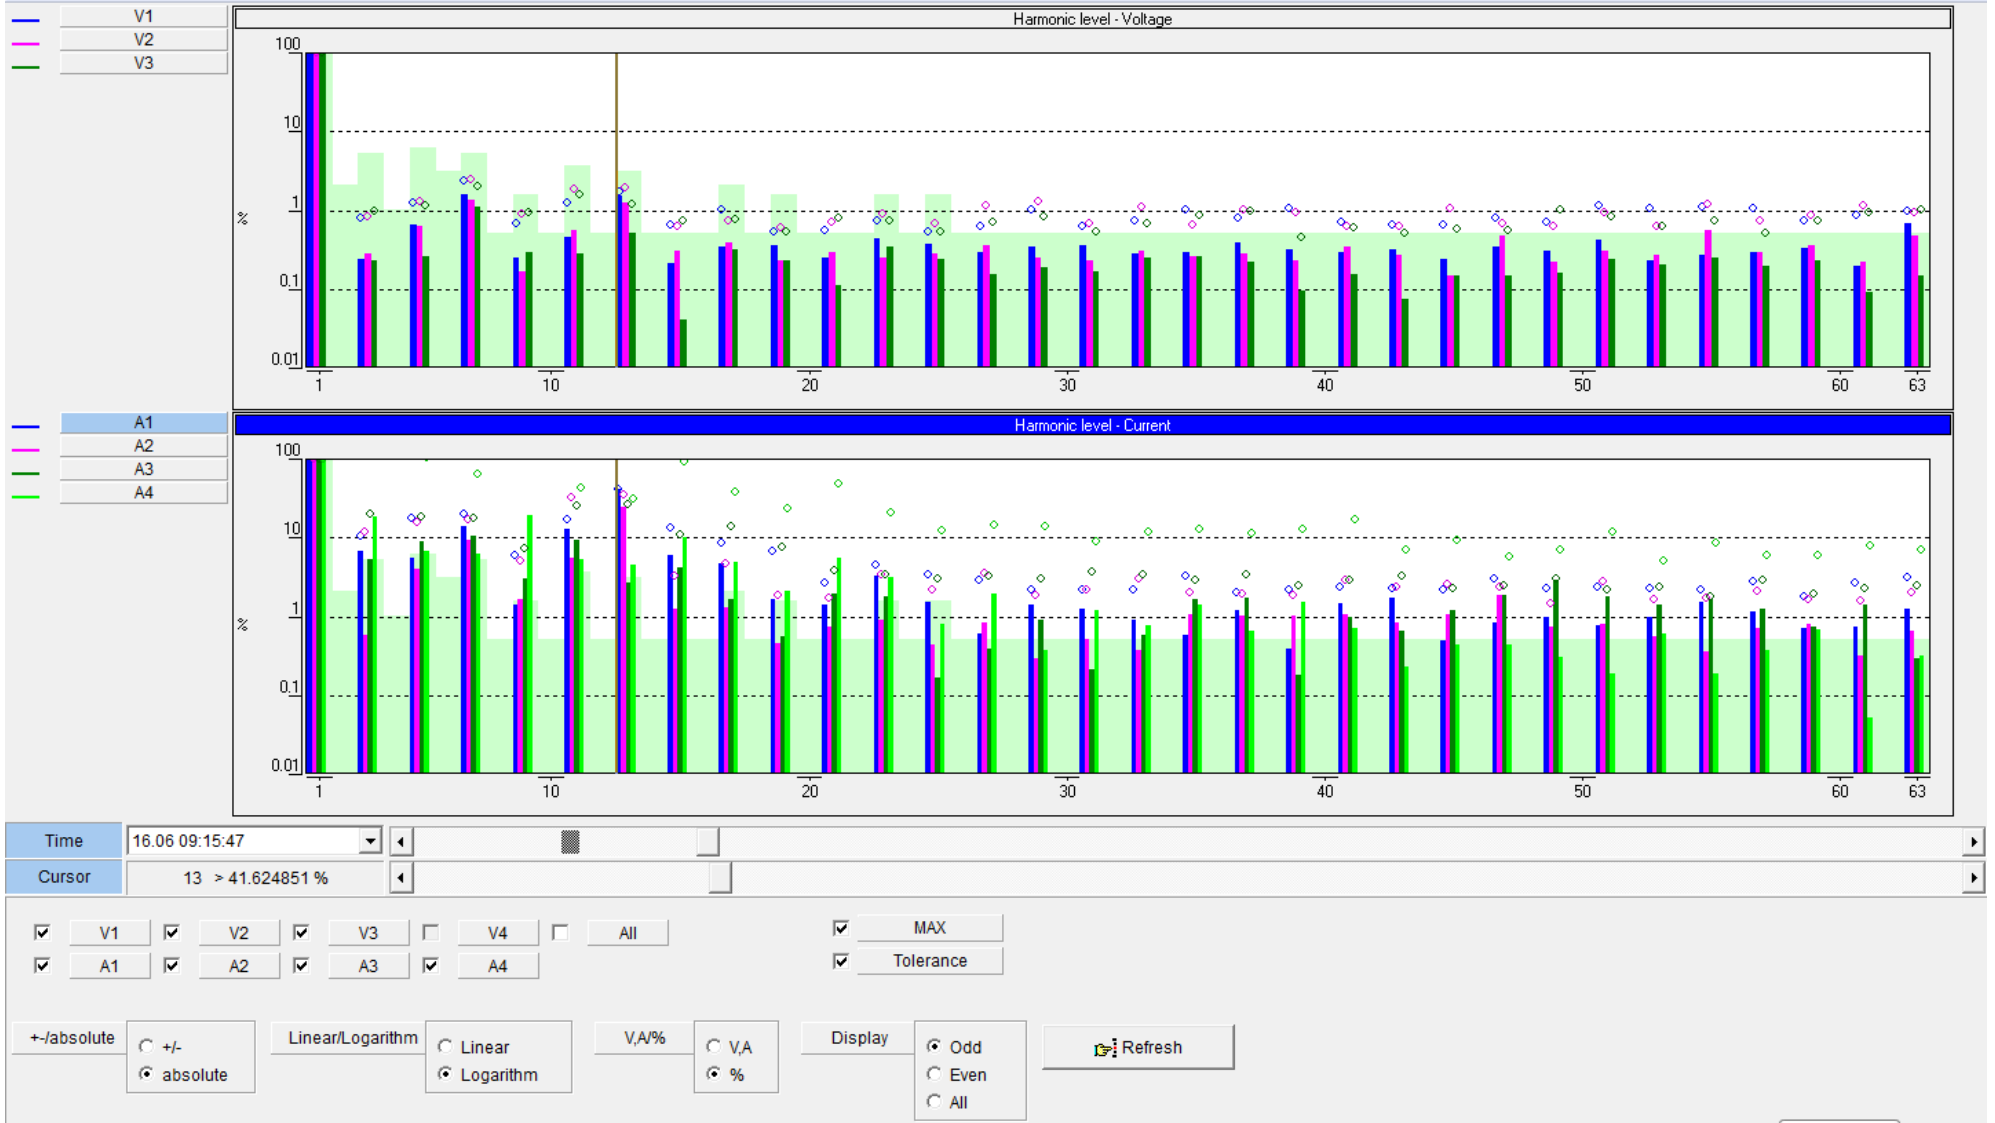 V1
V2
V3
Harmonic level - Voltage
100
10
1
%
0.1
0.01
1 10 20 30 40 50 60 63
A1
A2
A3
A4
Harmonic level - Current
100
10
1
%
0.1
0.01
1 10 20 30 40 50 60 63
Time 16.06 09:15:47
Cursor 13 > 41.624851 %
V1 V2 V3 V4 All MAX
A1 A2 A3 A4 Tolerance
+-/absolute +/- absolute
Linear/Logarithm Linear Logarithm
V,A/% V,A %
Display Odd Even All
Refresh